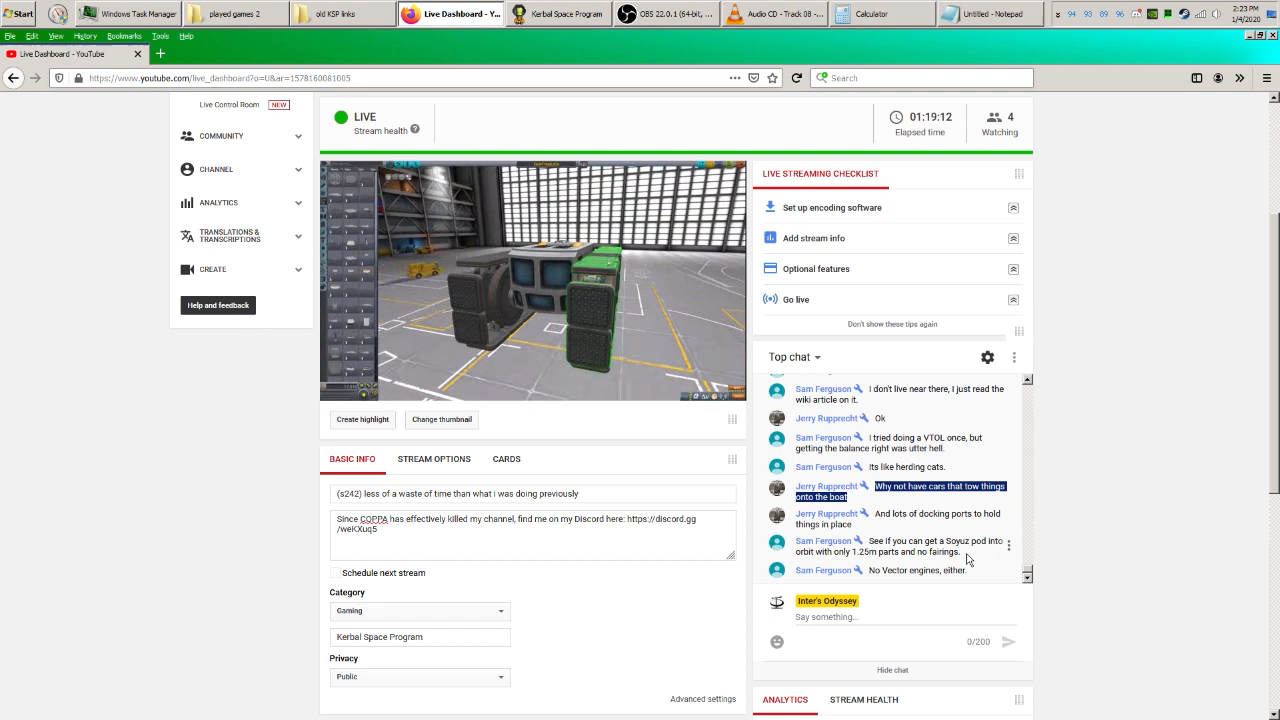 Start
Windows Task Manager
played games 2
old KSP links
Live Dashboard - Y...
Kerbal Space Program
OBS 22.0.1 (64-bit, ...
Audio CD - Track 08 -...
Calculator
Untitled - Notepad
94 93 89 96
2:23 PM
1/4/2020
File Edit View History Bookmarks Tools Help
Live Dashboard - YouTube
https://www.youtube.com/live_dashboard?o=U&ar=1578160081005
Search
Live Control Room NEW
COMMUNITY
CHANNEL
ANALYTICS
TRANSLATIONS &
TRANSCRIPTIONS
CREATE
Help and feedback
LIVE
Stream health
01:19:12
Elapsed time
4
Watching
LIVE STREAMING CHECKLIST
Set up encoding software
Add stream info
Optional features
Go live
Don't show these tips again
Create highlight
Change thumbnail
BASIC INFO STREAM OPTIONS CARDS
(s242) less of a waste of time than what i was doing previously
Since COPPA has effectively killed my channel, find me on my Discord here: https://discord.gg
/weKXuq5
Schedule next stream
Category
Gaming
Kerbal Space Program
Privacy
Public
Advanced settings
Top chat
Sam Ferguson I don't live near there, I just read the
wiki article on it.
Jerry Rupprecht Ok
Sam Ferguson I tried doing a VTOL once, but
getting the balance right was utter hell.
Sam Ferguson Its like herding cats.
Jerry Rupprecht Why not have cars that tow things
onto the boat
Jerry Rupprecht And lots of docking ports to hold
things in place
Sam Ferguson See if you can get a Soyuz pod into
orbit with only 1.25m parts and no fairings.
Sam Ferguson No Vector engines, either.
Inter's Odyssey
Say something...
0/200
Hide chat
ANALYTICS STREAM HEALTH